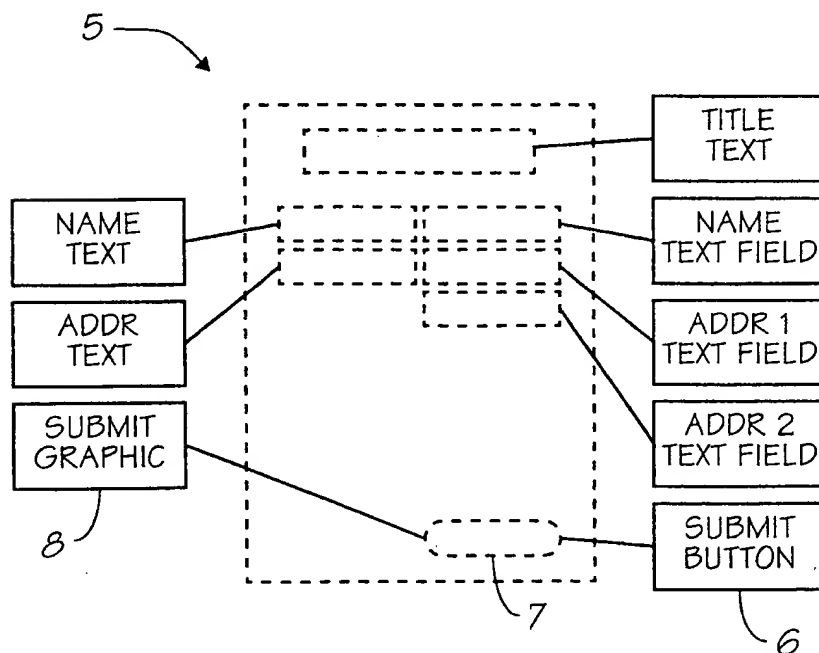 5
TITLE
TEXT
NAME
TEXT
NAME
TEXT FIELD
ADDR
TEXT
ADDR 1
TEXT FIELD
SUBMIT
GRAPHIC
ADDR 2
TEXT FIELD
SUBMIT
BUTTON
8
7
6